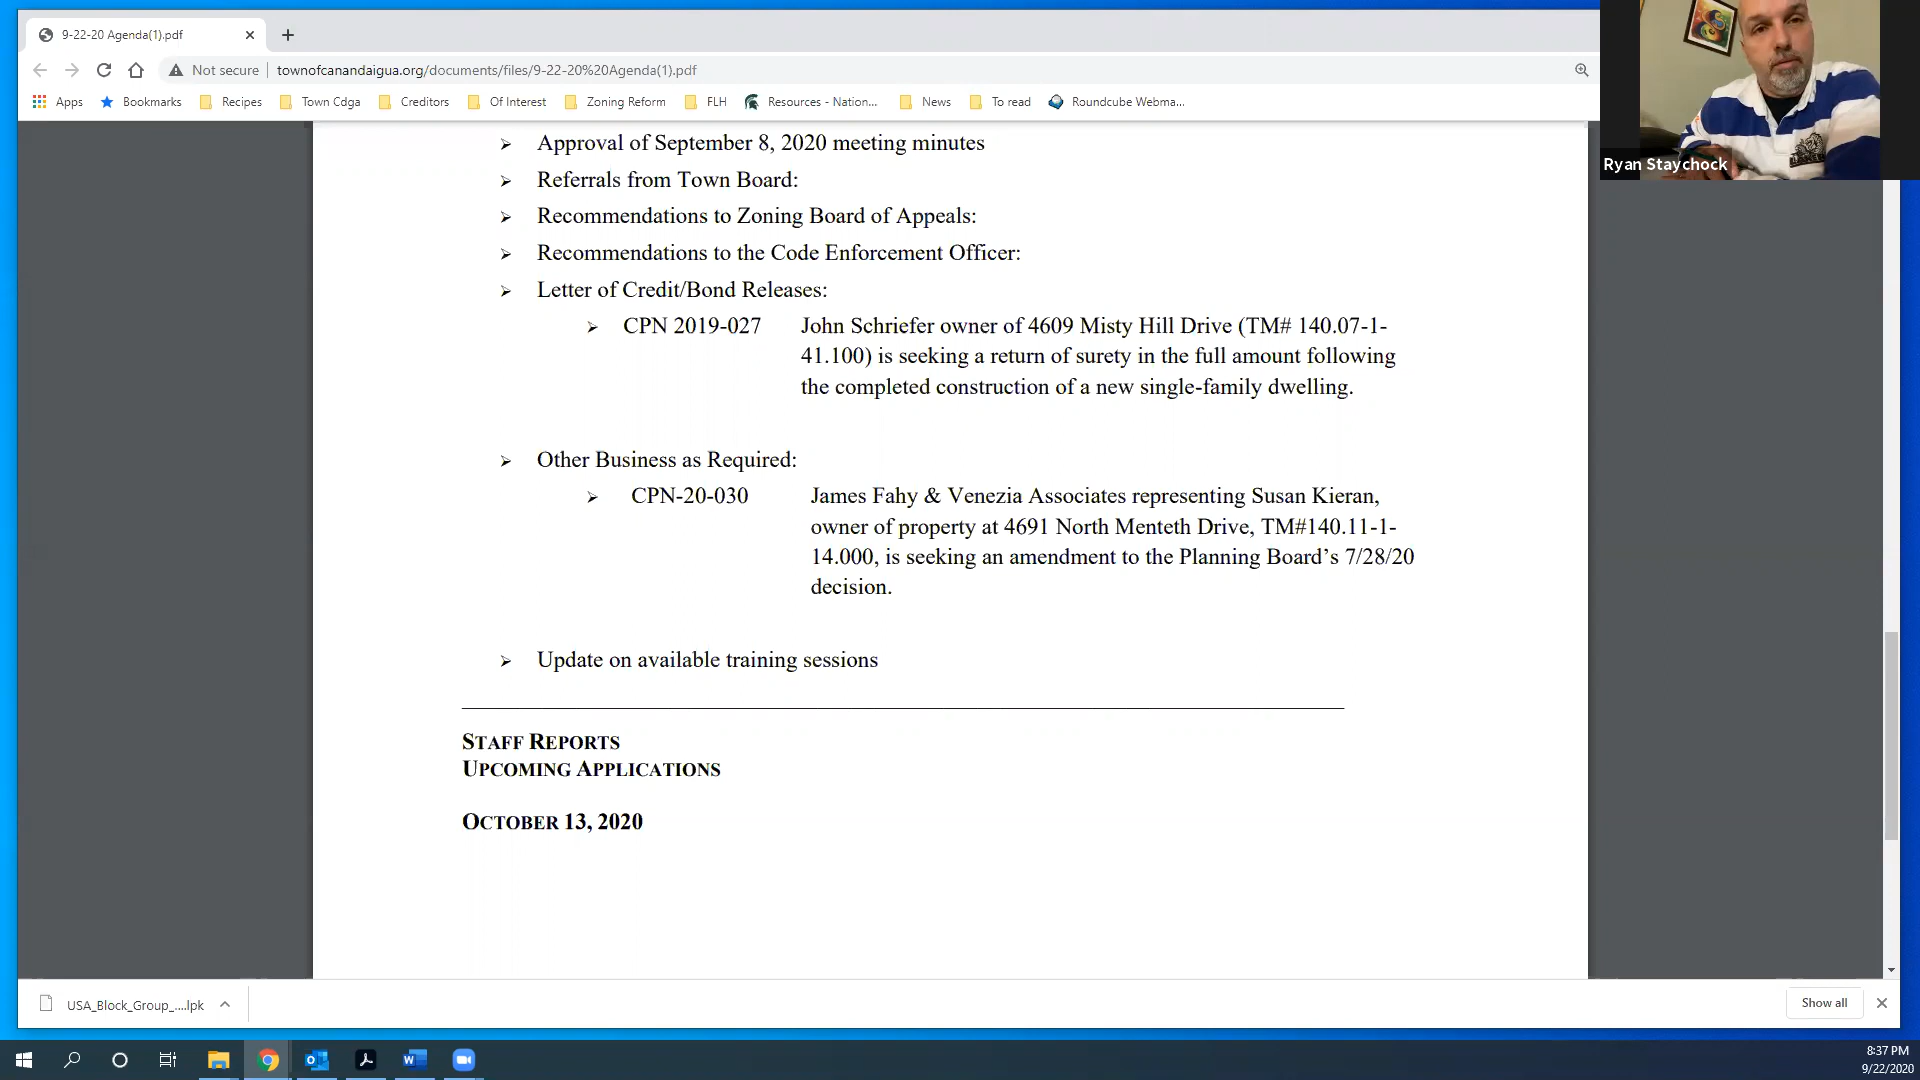 9-22-20 Agenda(1).pdf
Not secure
townofcanandaigua.org/documents/files/9-22-20%20Agenda(1).pdf
Apps
Bookmarks
Recipes
Town Cdga
Creditors
Of Interest
Zoning Reform
FLH
Resources - Nation...
News
To read
Roundcube Webma...
Ryan Staychock
Approval of September 8, 2020 meeting minutes
Referrals from Town Board:
Recommendations to Zoning Board of Appeals:
Recommendations to the Code Enforcement Officer:
Letter of Credit/Bond Releases:
CPN 2019-027 John Schriefer owner of 4609 Misty Hill Drive (TM# 140.07-1-
41.100) is seeking a return of surety in the full amount following
the completed construction of a new single-family dwelling.
Other Business as Required:
CPN-20-030 James Fahy & Venezia Associates representing Susan Kieran,
owner of property at 4691 North Menteth Drive, TM#140.11-1-
14.000, is seeking an amendment to the Planning Board’s 7/28/20
decision.
Update on available training sessions
STAFF REPORTS
UPCOMING APPLICATIONS
OCTOBER 13, 2020
USA_Block_Group_....lpk
Show all
8:37 PM
9/22/2020